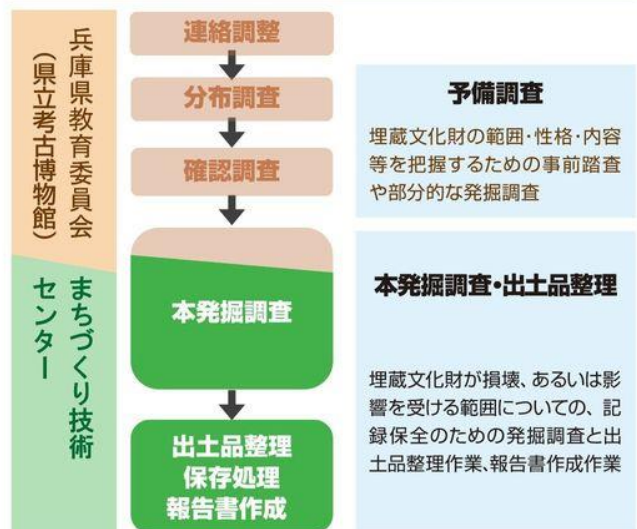 兵庫県教育委員会
（県立考古博物館）
まちづくり技術
センター
連絡調整
分布調査
確認調査
本発掘調査
出土品整理
保存処理
報告書作成
予備調査
埋蔵文化財の範囲・性格・内容
等を把握するための事前踏査
や部分的な発掘調査
本発掘調査・出土品整理
埋蔵文化財が損壊、あるいは影
響を受ける範囲についての、記
録保全のための発掘調査と出
土品整理作業、報告書作成作業